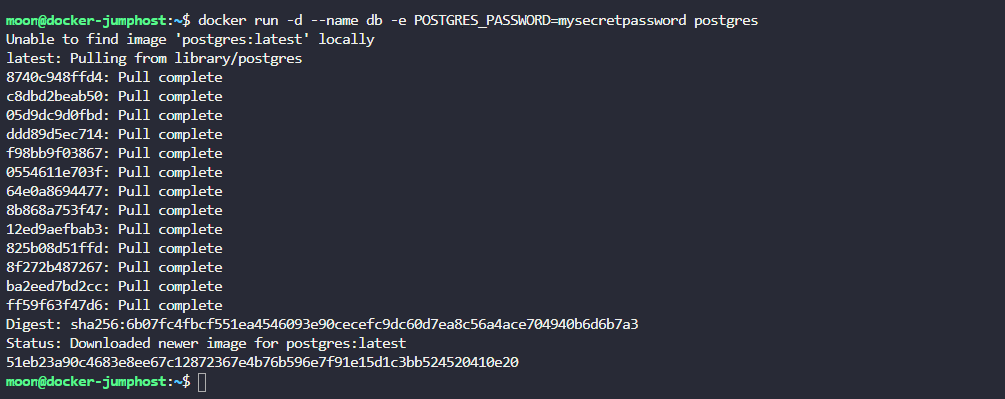 moon@docker-jumphost:~$ docker run -d --name db -e POSTGRES_PASSWORD=mysecretpassword postgres
Unable to find image 'postgres:latest' locally
latest: Pulling from library/postgres
8740c948ffd4: Pull complete
c8dbd2beab50: Pull complete
05d9dc9d0fbd: Pull complete
ddd89d5ec714: Pull complete
f98bb9f03867: Pull complete
0554611e703f: Pull complete
64e0a8694477: Pull complete
8b868a753f47: Pull complete
12ed9aefbab3: Pull complete
825b08d51ffd: Pull complete
8f272b487267: Pull complete
ba2eed7bd2cc: Pull complete
ff59f63f47d6: Pull complete
Digest: sha256:6b07fc4fbcf551ea4546093e90cecefc9dc60d7ea8c56a4ace704940b6d6b7a3
Status: Downloaded newer image for postgres:latest
51eb23a90c4683e8ee67c12872367e4b76b596e7f91e15d1c3bb524520410e20
moon@docker-jumphost:~$